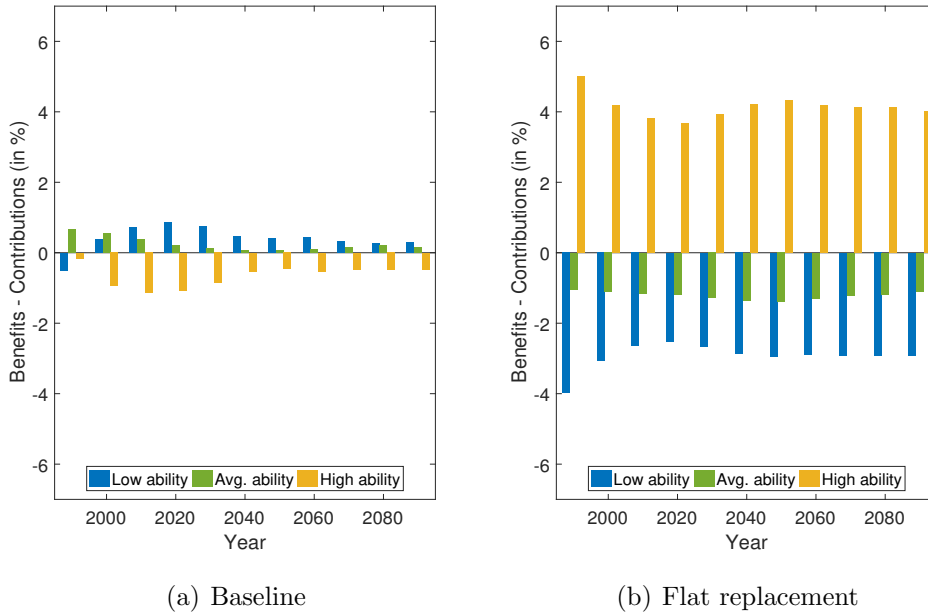 6
4
2
0
-2
-4
-6
Benefits - Contributions (in %)
Low ability Avg. ability High ability
2000 2020 2040 2060 2080
Year
(a) Baseline
6
4
2
0
-2
-4
-6
Benefits - Contributions (in %)
Low ability Avg. ability High ability
2000 2020 2040 2060 2080
Year
(b) Flat replacement